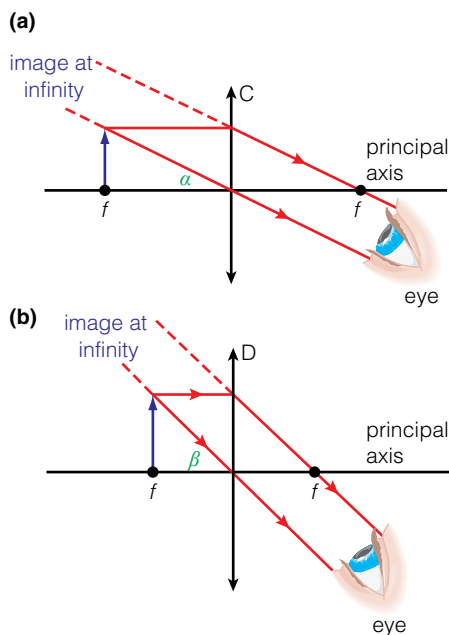 (a)
image at
infinity
C
principal
axis
α
f
f
eye
(b)
image at
infinity
D
principal
axis
β
f
f
eye